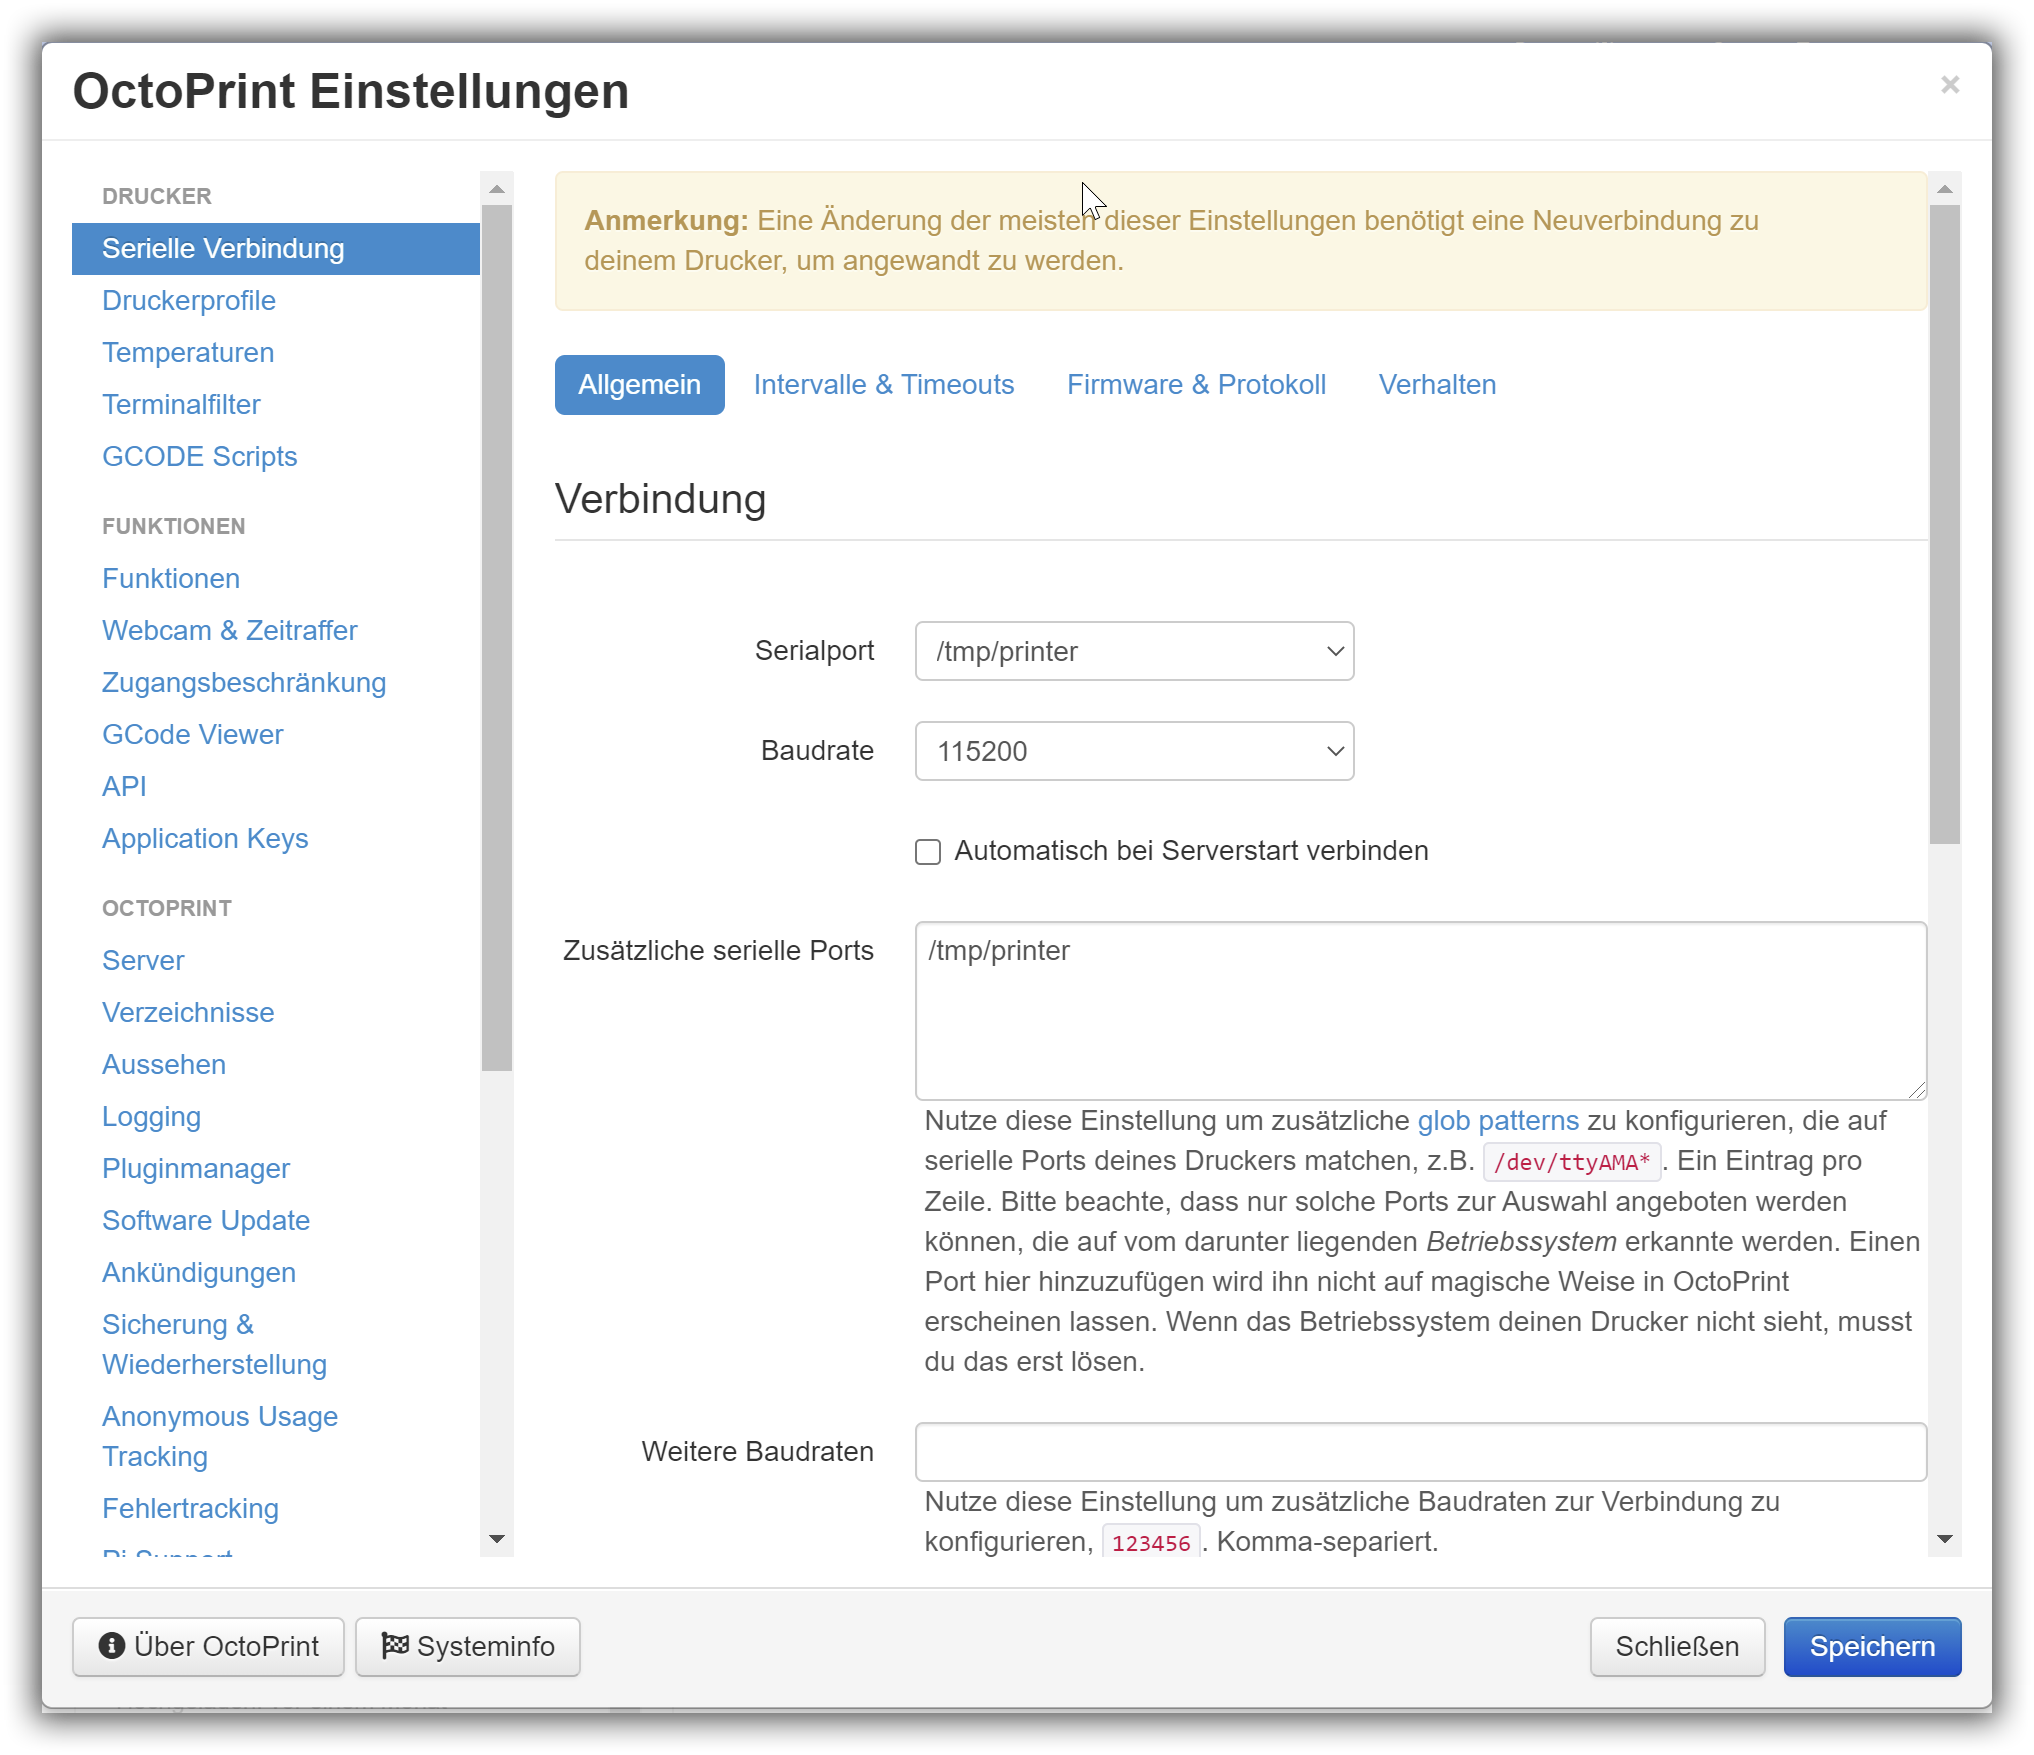 OctoPrint Einstellungen
×
DRUCKER
Serielle Verbindung
Druckerprofile
Temperaturen
Terminalfilter
GCODE Scripts
FUNKTIONEN
Funktionen
Webcam & Zeitraffer
Zugangsbeschränkung
GCode Viewer
API
Application Keys
OCTOPRINT
Server
Verzeichnisse
Aussehen
Logging
Pluginmanager
Software Update
Ankündigungen
Sicherung &
Wiederherstellung
Anonymous Usage
Tracking
Fehlertracking
Pi Support
Anmerkung: Eine Änderung der meisten dieser Einstellungen benötigt eine Neuverbindung zu
deinem Drucker, um angewandt zu werden.
Allgemein Intervalle & Timeouts Firmware & Protokoll Verhalten
Verbindung
Serialport /tmp/printer
Baudrate 115200
Automatisch bei Serverstart verbinden
Zusätzliche serielle Ports /tmp/printer
Nutze diese Einstellung um zusätzliche glob patterns zu konfigurieren, die auf
serielle Ports deines Druckers matchen, z.B. /dev/ttyAMA* . Ein Eintrag pro
Zeile. Bitte beachte, dass nur solche Ports zur Auswahl angeboten werden
können, die auf vom darunter liegenden Betriebssystem erkannte werden. Einen
Port hier hinzuzufügen wird ihn nicht auf magische Weise in OctoPrint
erscheinen lassen. Wenn das Betriebssystem deinen Drucker nicht sieht, musst
du das erst lösen.
Weitere Baudraten
Nutze diese Einstellung um zusätzliche Baudraten zur Verbindung zu
konfigurieren, 123456 . Komma-separiert.
Über OctoPrint Systeminfo Schließen Speichern